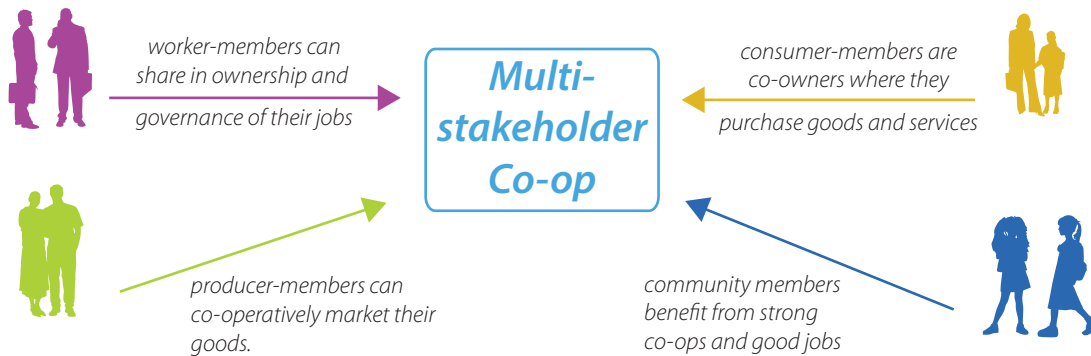 worker-members can
share in ownership and
governance of their jobs
Multi-
stakeholder
Co-op
consumer-members are
co-owners where they
purchase goods and services
producer-members can
co-operatively market their
goods.
community members
benefit from strong
co-ops and good jobs